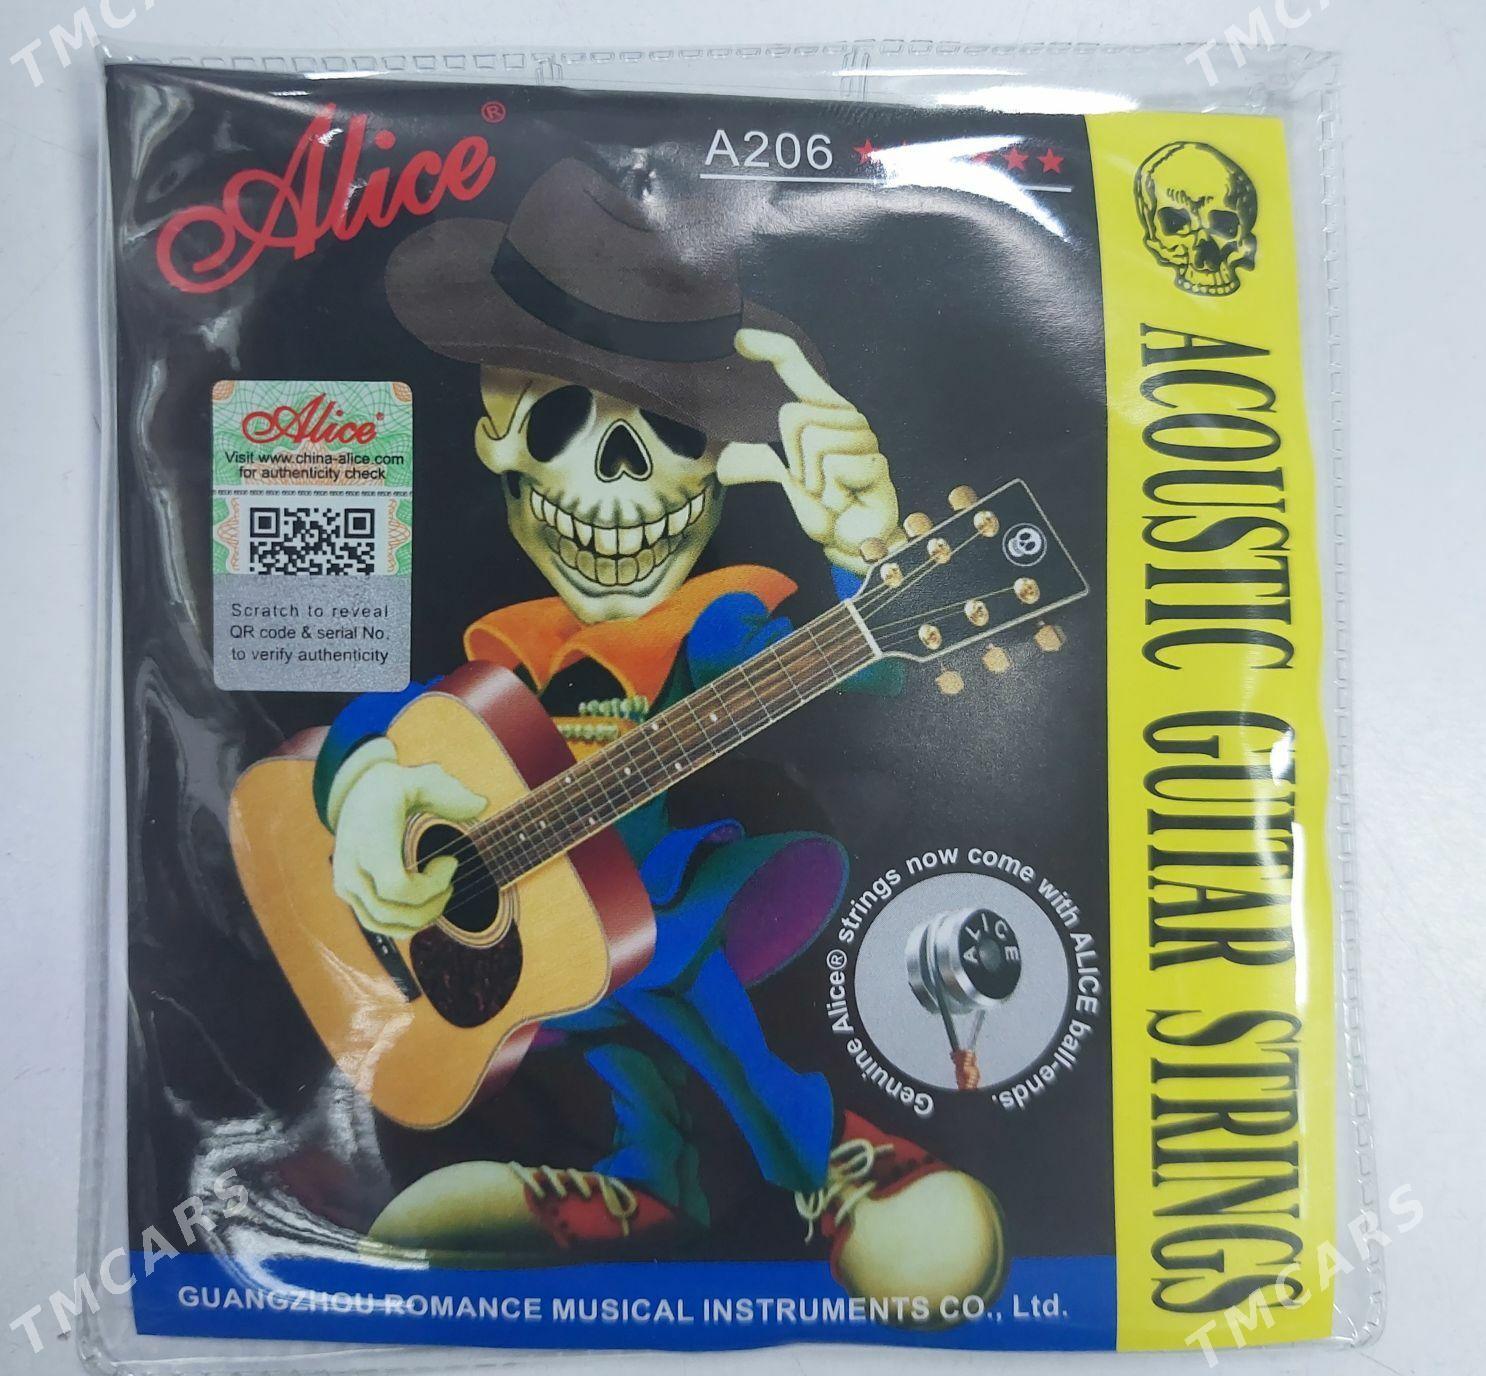 Alice®
A206
ACOUSTIC GUITAR STRINGS
Alice®
Visit www.china-alice.com
for authenticity check
Scratch to reveal
QR code & serial No.
to verify authenticity
Genuine Alice® strings now come with ALICE ball-ends.
ALICE
GUANGZHOU ROMANCE MUSICAL INSTRUMENTS CO., Ltd.
TMCARS
TMCARS
TMCARS
TMCARS